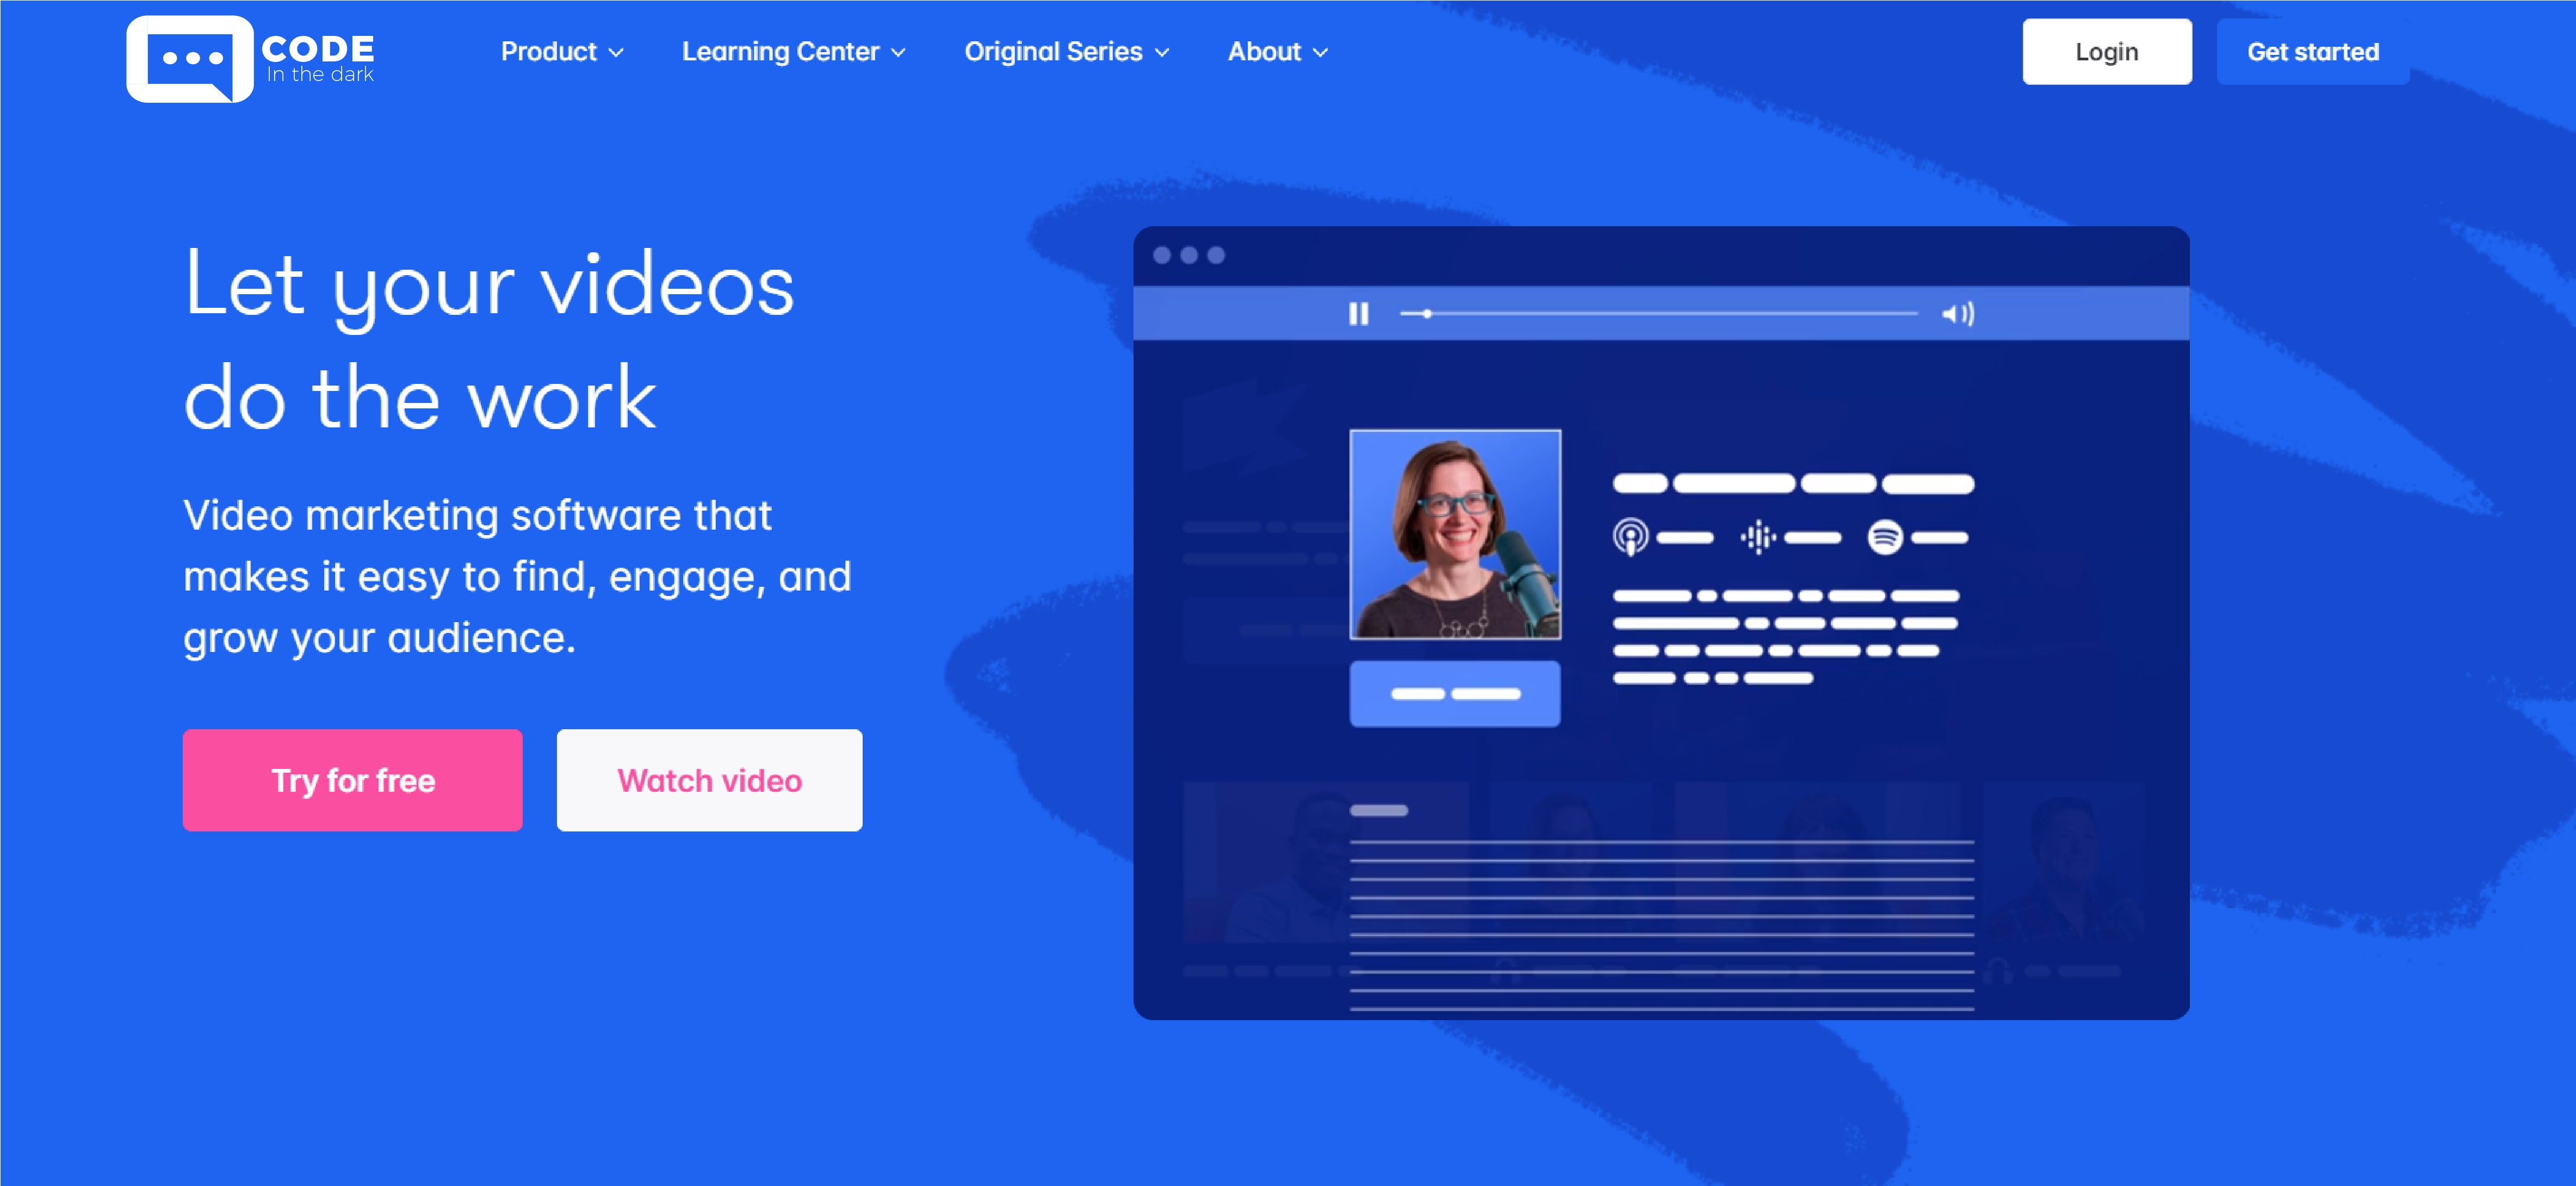 CODE
In the dark
Product
Learning Center
Original Series
About
Login
Get started
Let your videos
do the work
Video marketing software that
makes it easy to find, engage, and
grow your audience.
Try for free
Watch video